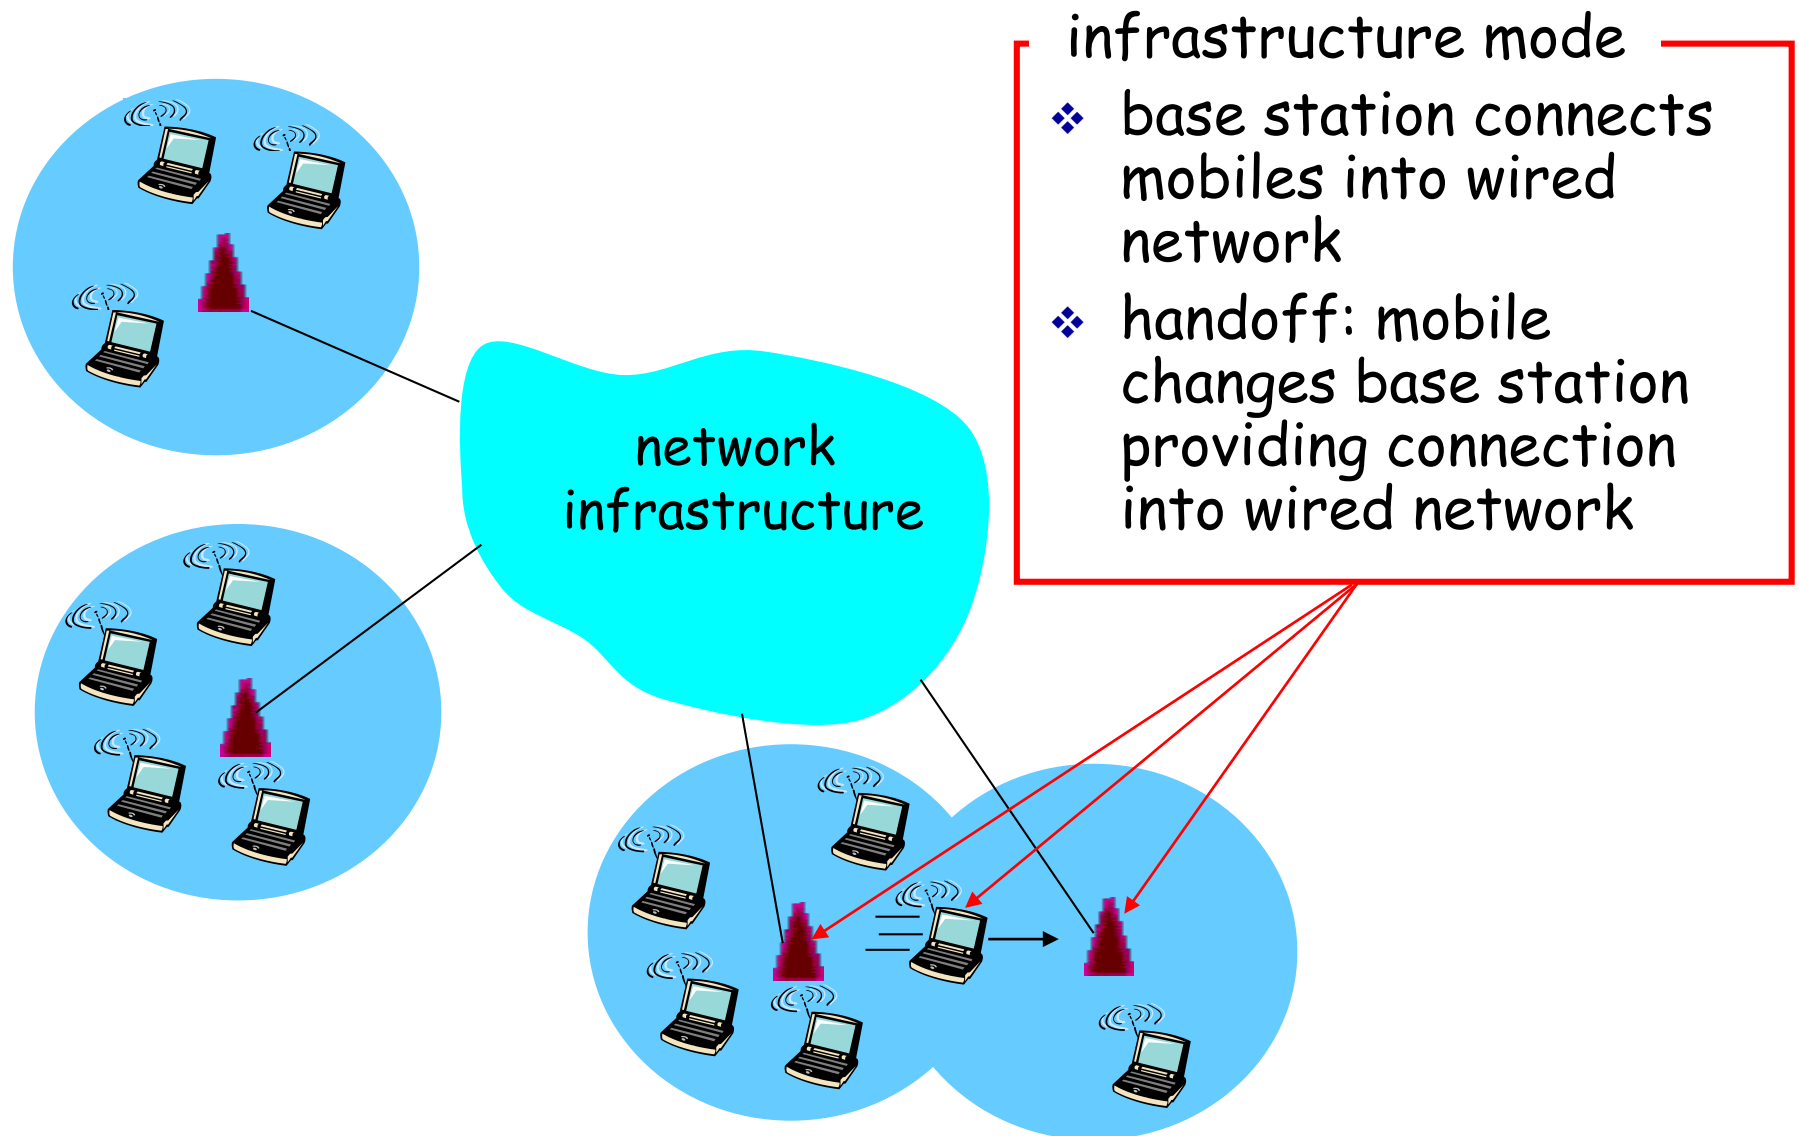 infrastructure mode
❖ base station connects
mobiles into wired
network
❖ handoff: mobile
changes base station
providing connection
into wired network
network
infrastructure